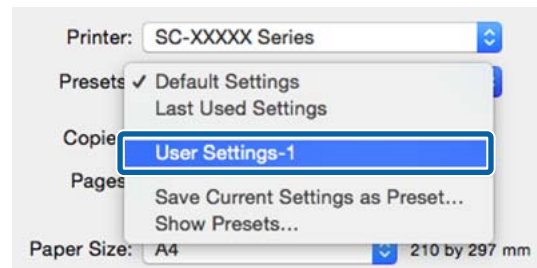 Printer: SC-XXXXX Series
Presets ✓ Default Settings
Last Used Settings
Copie
User Settings-1
Pages
Save Current Settings as Preset...
Show Presets...
Paper Size: A4 210 by 297 mm